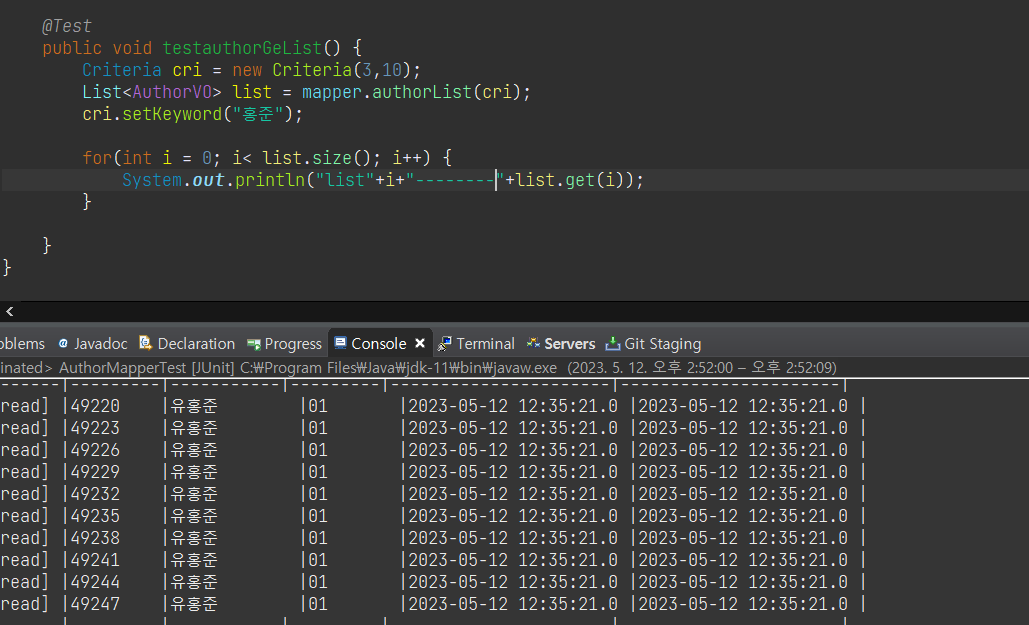 @Test
public void testauthorGeList() {
Criteria cri = new Criteria(3,10);
List<AuthorVO> list = mapper.authorList(cri);
cri.setKeyword("홍준");
for(int i = 0; i< list.size(); i++) {
System.out.println("list"+i+"--------"+list.get(i));
}
}
}
<
oblems @ Javadoc Declaration Progress Console × Terminal Servers Git Staging
inated> AuthorMapperTest [JUnit] C:₩Program Files₩Java₩jdk-11₩bin₩javaw.exe (2023. 5. 12. 오후 2:52:00 – 오후 2:52:09)
------|---------|-----------|---------|----------------------|----------------------|
read] |49220 |유홍준 |01 |2023-05-12 12:35:21.0 |2023-05-12 12:35:21.0 |
read] |49223 |유홍준 |01 |2023-05-12 12:35:21.0 |2023-05-12 12:35:21.0 |
read] |49226 |유홍준 |01 |2023-05-12 12:35:21.0 |2023-05-12 12:35:21.0 |
read] |49229 |유홍준 |01 |2023-05-12 12:35:21.0 |2023-05-12 12:35:21.0 |
read] |49232 |유홍준 |01 |2023-05-12 12:35:21.0 |2023-05-12 12:35:21.0 |
read] |49235 |유홍준 |01 |2023-05-12 12:35:21.0 |2023-05-12 12:35:21.0 |
read] |49238 |유홍준 |01 |2023-05-12 12:35:21.0 |2023-05-12 12:35:21.0 |
read] |49241 |유홍준 |01 |2023-05-12 12:35:21.0 |2023-05-12 12:35:21.0 |
read] |49244 |유홍준 |01 |2023-05-12 12:35:21.0 |2023-05-12 12:35:21.0 |
read] |49247 |유홍준 |01 |2023-05-12 12:35:21.0 |2023-05-12 12:35:21.0 |